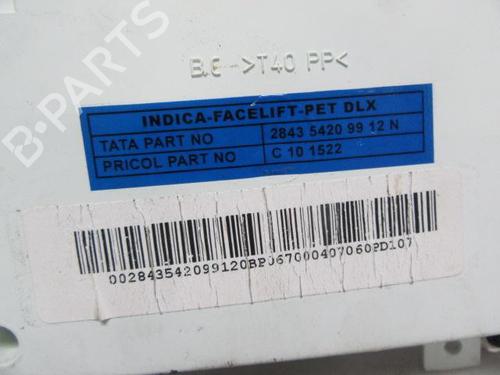 B.6->T40 PP<
INDICA-FACELIFT-PET DLX
TATA PART NO 2843 5420 99 12 N
PRICOL PART NO C 10 1522
002843542099120BP067000407060PD107
B-PARTS